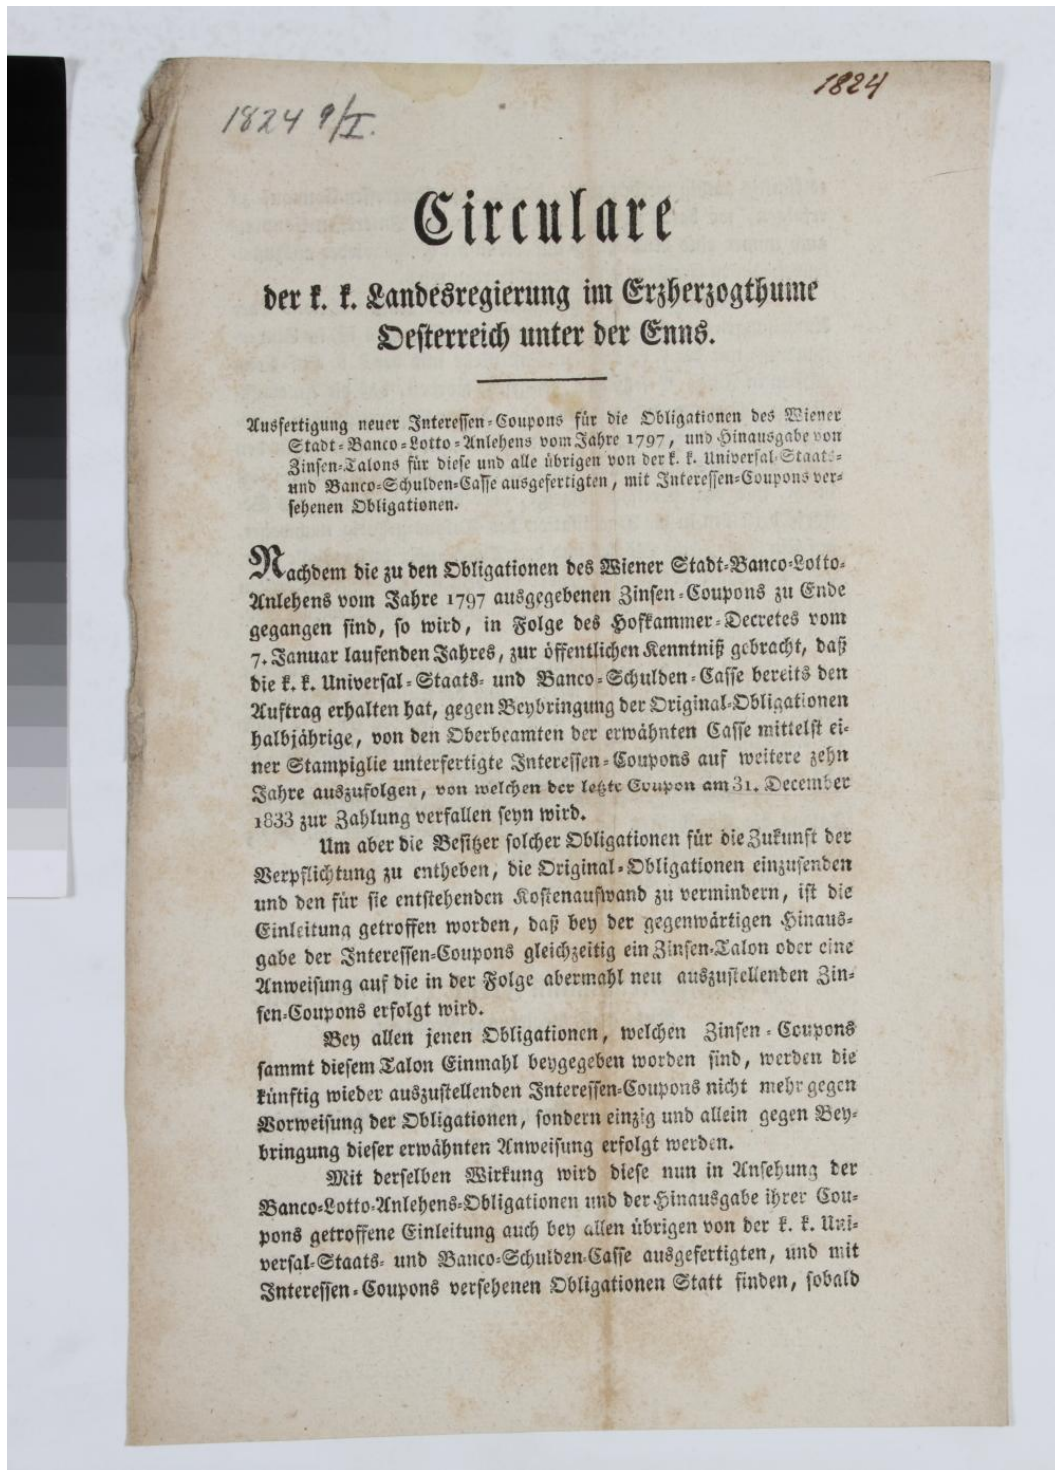 1824
1824 9/I.
Circulare
der k. k. Landesregierung im Erzherzogthume
Oesterreich unter der Enns.
Ausfertigung neuer Interessen-Coupons für die Obligationen des Wiener
Stadt-Banco-Lotto-Anlehens vom Jahre 1797, und Hinausgabe von
Zinsen-Talons für diese und alle übrigen von der k. k. Universal-Staats-
und Banco-Schulden-Casse ausgefertigten, mit Interessen-Coupons ver-
sehenen Obligationen.
Nachdem die zu den Obligationen des Wiener Stadt-Banco-Lotto-
Anlehens vom Jahre 1797 ausgegebenen Zinsen-Coupons zu Ende
gegangen sind, so wird, in Folge des Hofkammer-Decretes vom
7. Januar laufenden Jahres, zur öffentlichen Kenntniß gebracht, daß
die k. k. Universal-Staats- und Banco-Schulden-Casse bereits den
Auftrag erhalten hat, gegen Beybringung der Original-Obligationen
halbjährige, von den Oberbeamten der erwähnten Casse mittelst ei-
ner Stampiglie unterfertigte Interessen-Coupons auf weitere zehn
Jahre auszufolgen, von welchen der letzte Coupon am 31. December
1833 zur Zahlung verfallen seyn wird.
Um aber die Besitzer solcher Obligationen für die Zukunft der
Verpflichtung zu entheben, die Original-Obligationen einzusenden
und den für sie entstehenden Kostenaufwand zu vermindern, ist die
Einleitung getroffen worden, daß bey der gegenwärtigen Hinaus-
gabe der Interessen-Coupons gleichzeitig ein Zinsen-Talon oder eine
Anweisung auf die in der Folge abermahl neu auszustellenden Zin-
sen-Coupons erfolgt wird.
Bey allen jenen Obligationen, welchen Zinsen-Coupons
sammt diesem Talon Einmahl beygegeben worden sind, werden die
künftig wieder auszustellenden Interessen-Coupons nicht mehr gegen
Vorweisung der Obligationen, sondern einzig und allein gegen Bey-
bringung dieser erwähnten Anweisung erfolgt werden.
Mit derselben Wirkung wird diese nun in Ansehung der
Banco-Lotto-Anlehens-Obligationen und der Hinausgabe ihrer Cou-
pons getroffene Einleitung auch bey allen übrigen von der k. k. Uni-
versal-Staats- und Banco-Schulden-Casse ausgefertigten, und mit
Interessen-Coupons versehenen Obligationen Statt finden, sobald